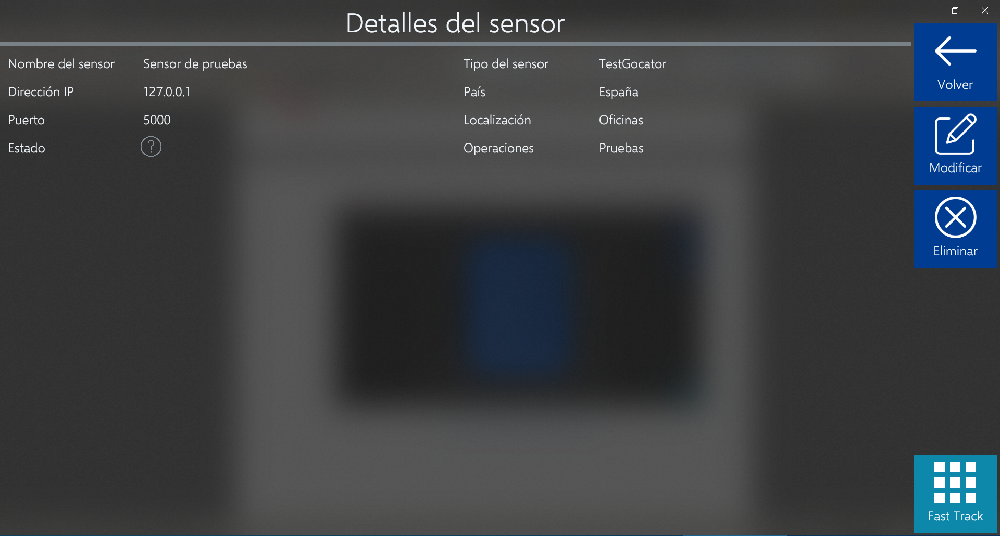 Detalles del sensor
Nombre del sensor Sensor de pruebas Tipo del sensor TestGocator
Dirección IP 127.0.0.1 País España
Puerto 5000 Localización Oficinas
Estado ? Operaciones Pruebas
Volver
Modificar
Eliminar
Fast Track